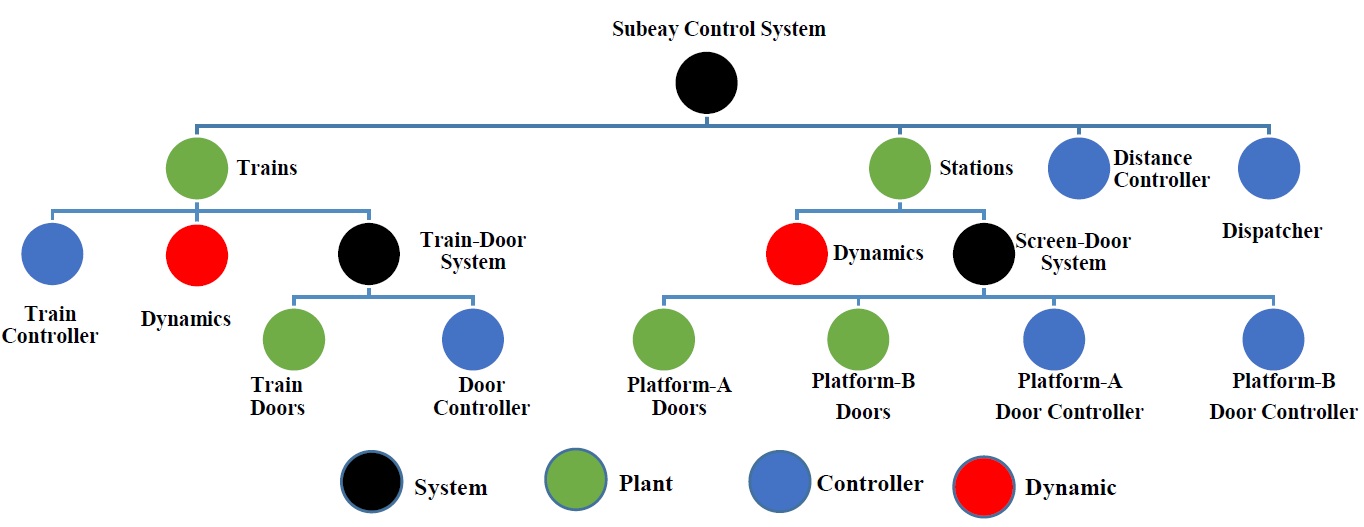 Subeay Control System
Trains
Stations
Distance
Controller
Dispatcher
Train
Controller
Dynamics
Train-Door
System
Dynamics
Screen-Door
System
Train
Doors
Door
Controller
Platform-A
Doors
Platform-B
Doors
Platform-A
Door Controller
Platform-B
Door Controller
System
Plant
Controller
Dynamic